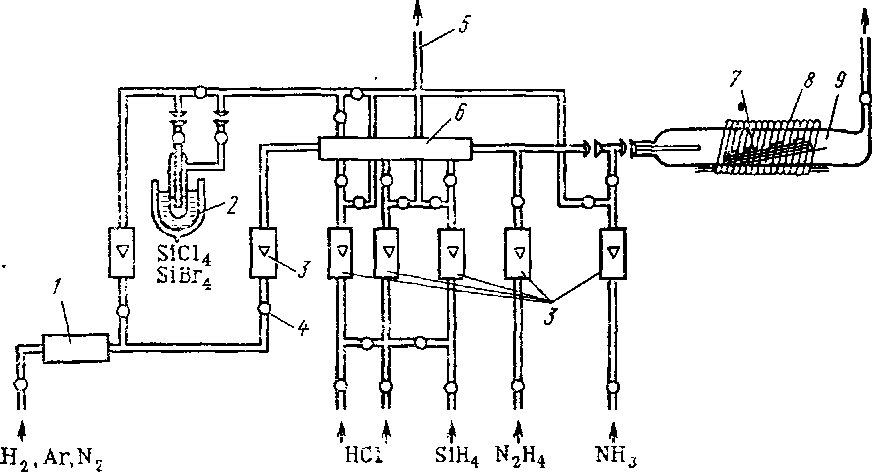 5
7 8 9
6
2
SiCl4
SiBr4
3
3
1
4
H2, Ar, N2
HCl
SiH4
N2H4
NH3